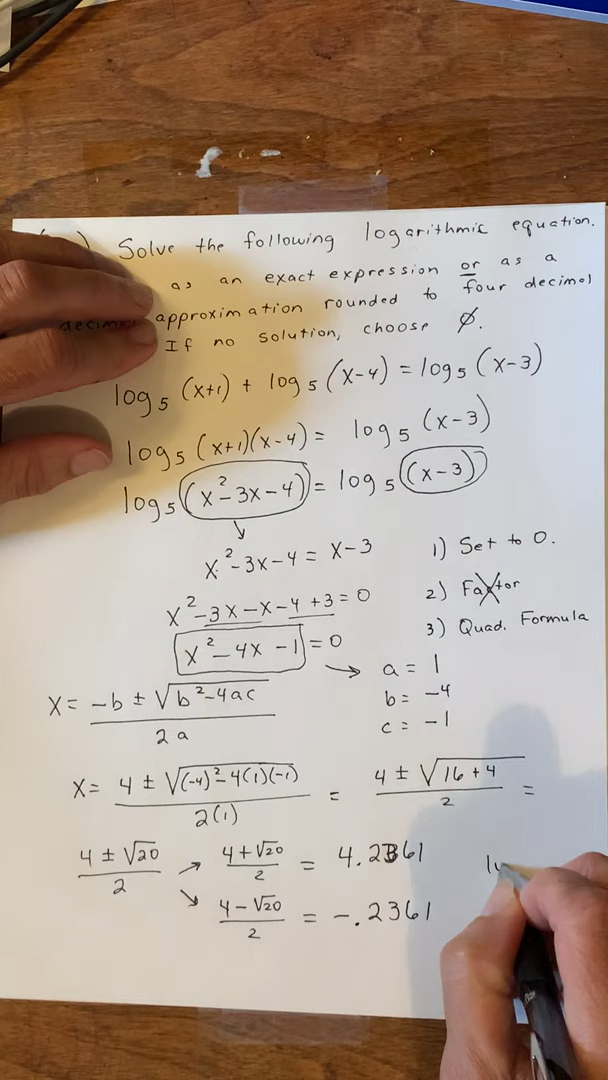 ) Solve the following logarithmic equation.
as an exact expression or as a
decimal approximation rounded to four decimal
If no solution, choose ∅.
log₅ (x+1) + log₅ (x-4) = log₅ (x-3)
log₅ (x+1)(x-4) = log₅ (x-3)
log₅ (x²-3x-4) = log₅ (x-3)
x²-3x-4 = x-3
1) Set to 0.
x²-3x-x-4+3=0
2) Factor
x²-4x-1=0
3) Quad. Formula
a = 1
b = -4
c = -1
x = (-b ± √(b²-4ac))/(2a)
x = (4 ± √((-4)²-4(1)(-1)))/(2(1)) = (4 ± √(16+4))/2 =
(4 ± √20)/2 ↗ (4+√20)/2 = 4.2361
↘ (4-√20)/2 = -.2361